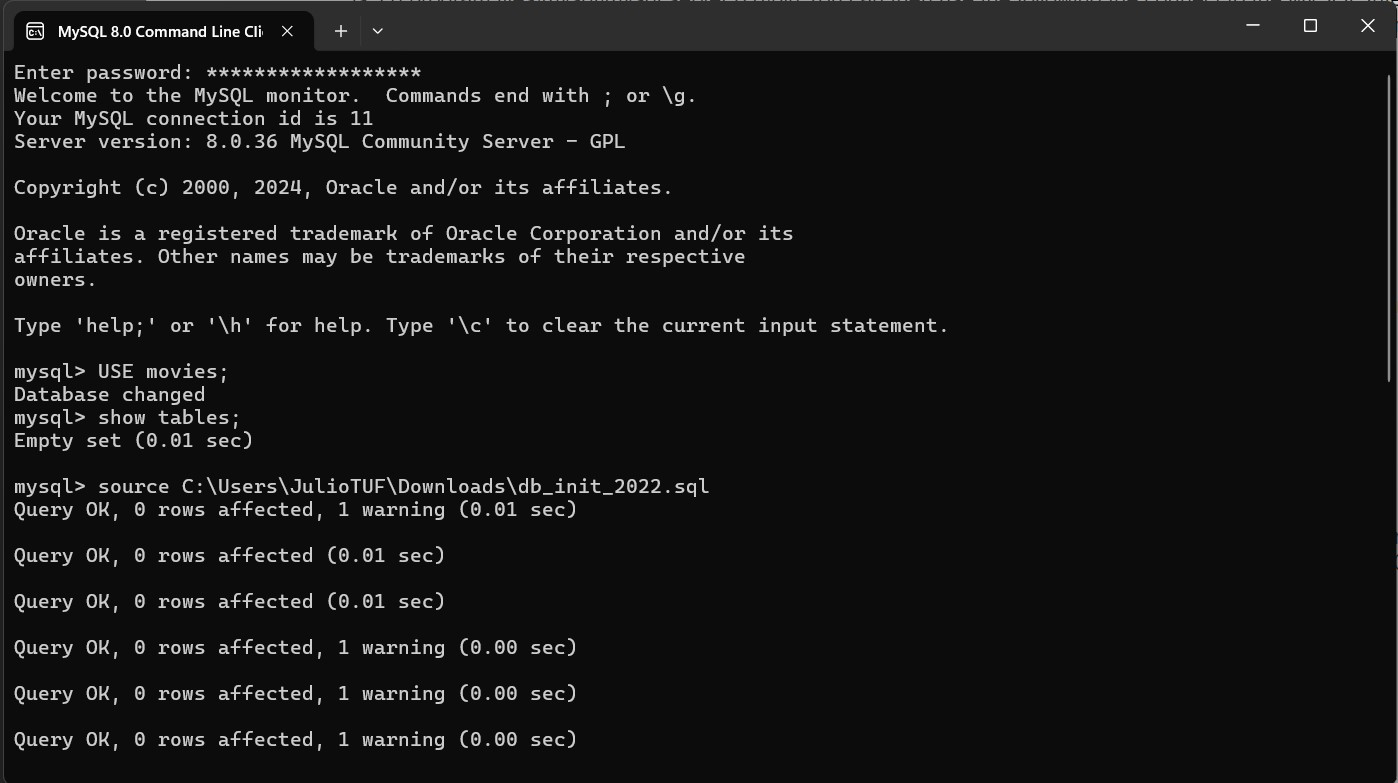 MySQL 8.0 Command Line Cli
Enter password: ******************
Welcome to the MySQL monitor.  Commands end with ; or \g.
Your MySQL connection id is 11
Server version: 8.0.36 MySQL Community Server - GPL
Copyright (c) 2000, 2024, Oracle and/or its affiliates.
Oracle is a registered trademark of Oracle Corporation and/or its
affiliates. Other names may be trademarks of their respective
owners.
Type 'help;' or '\h' for help. Type '\c' to clear the current input statement.
mysql> USE movies;
Database changed
mysql> show tables;
Empty set (0.01 sec)
mysql> source C:\Users\JulioTUF\Downloads\db_init_2022.sql
Query OK, 0 rows affected, 1 warning (0.01 sec)
Query OK, 0 rows affected (0.01 sec)
Query OK, 0 rows affected (0.01 sec)
Query OK, 0 rows affected, 1 warning (0.00 sec)
Query OK, 0 rows affected, 1 warning (0.00 sec)
Query OK, 0 rows affected, 1 warning (0.00 sec)